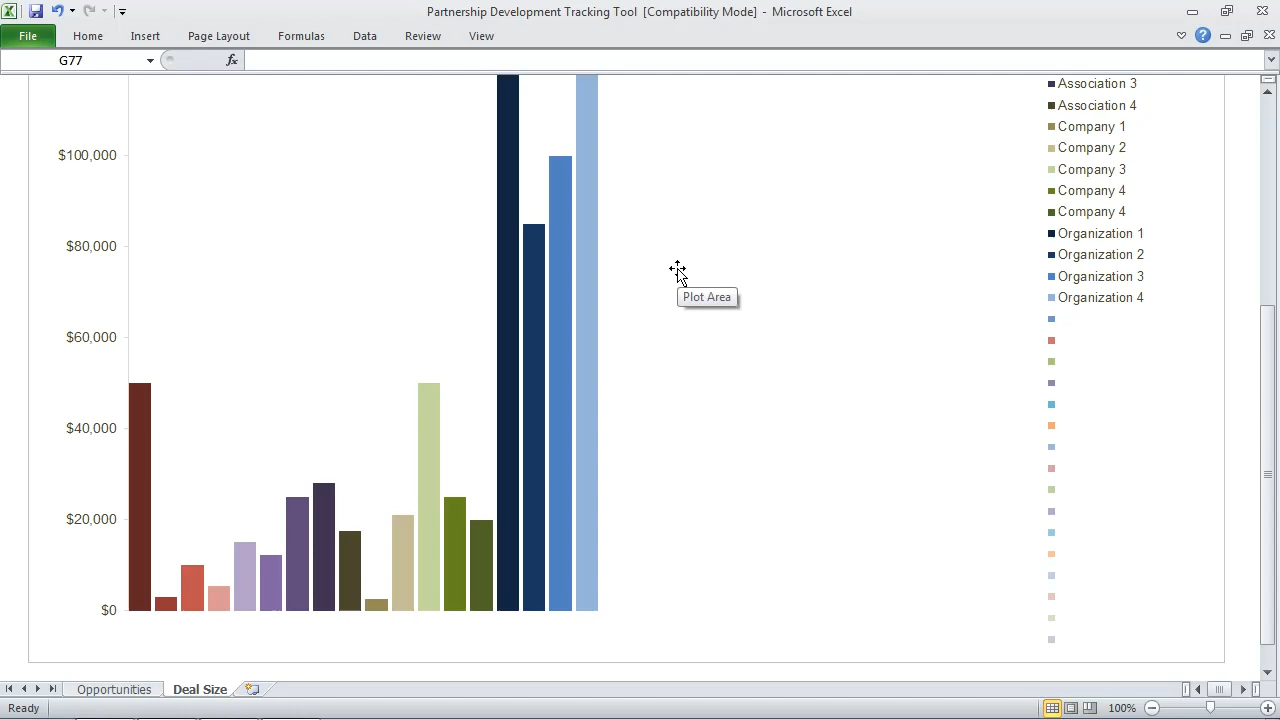 Partnership Development Tracking Tool [Compatibility Mode] - Microsoft Excel
File Home Insert Page Layout Formulas Data Review View
G77 fx
Association 3
Association 4
Company 1
Company 2
Company 3
Company 4
Company 4
Organization 1
Organization 2
Organization 3
Organization 4
$100,000
$80,000
$60,000
$40,000
$20,000
$0
Plot Area
Opportunities Deal Size
Ready 100%